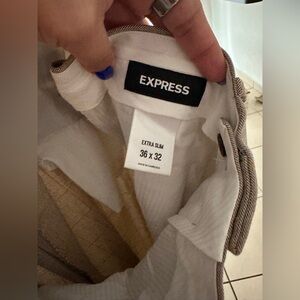 EXPRESS
EXTRA SLIM
36 x 32